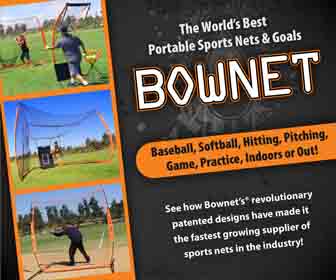 The World's Best
Portable Sports Nets & Goals
BOWNET
Baseball, Softball, Hitting, Pitching,
Game, Practice, Indoors or Out!
See how Bownet's® revolutionary
patented designs have made it
the fastest growing supplier of
sports nets in the industry!